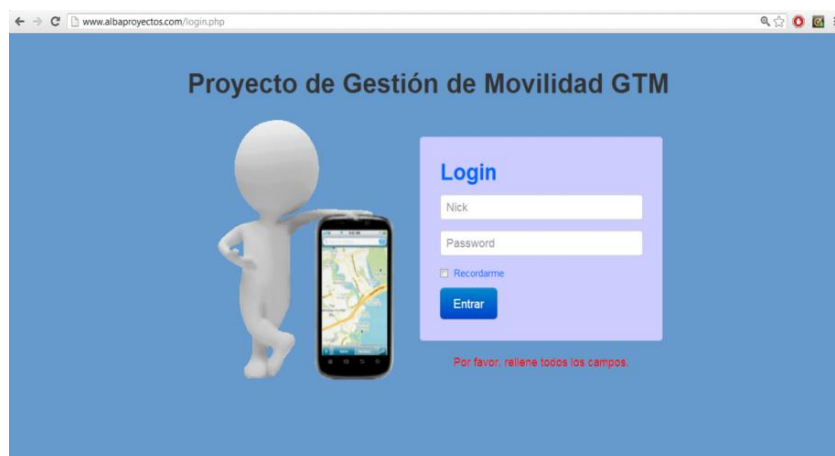 www.albaproyectos.com/login.php
Proyecto de Gestión de Movilidad GTM
Login
Nick
Password
Recordarme
Entrar
Por favor, rellene todos los campos.